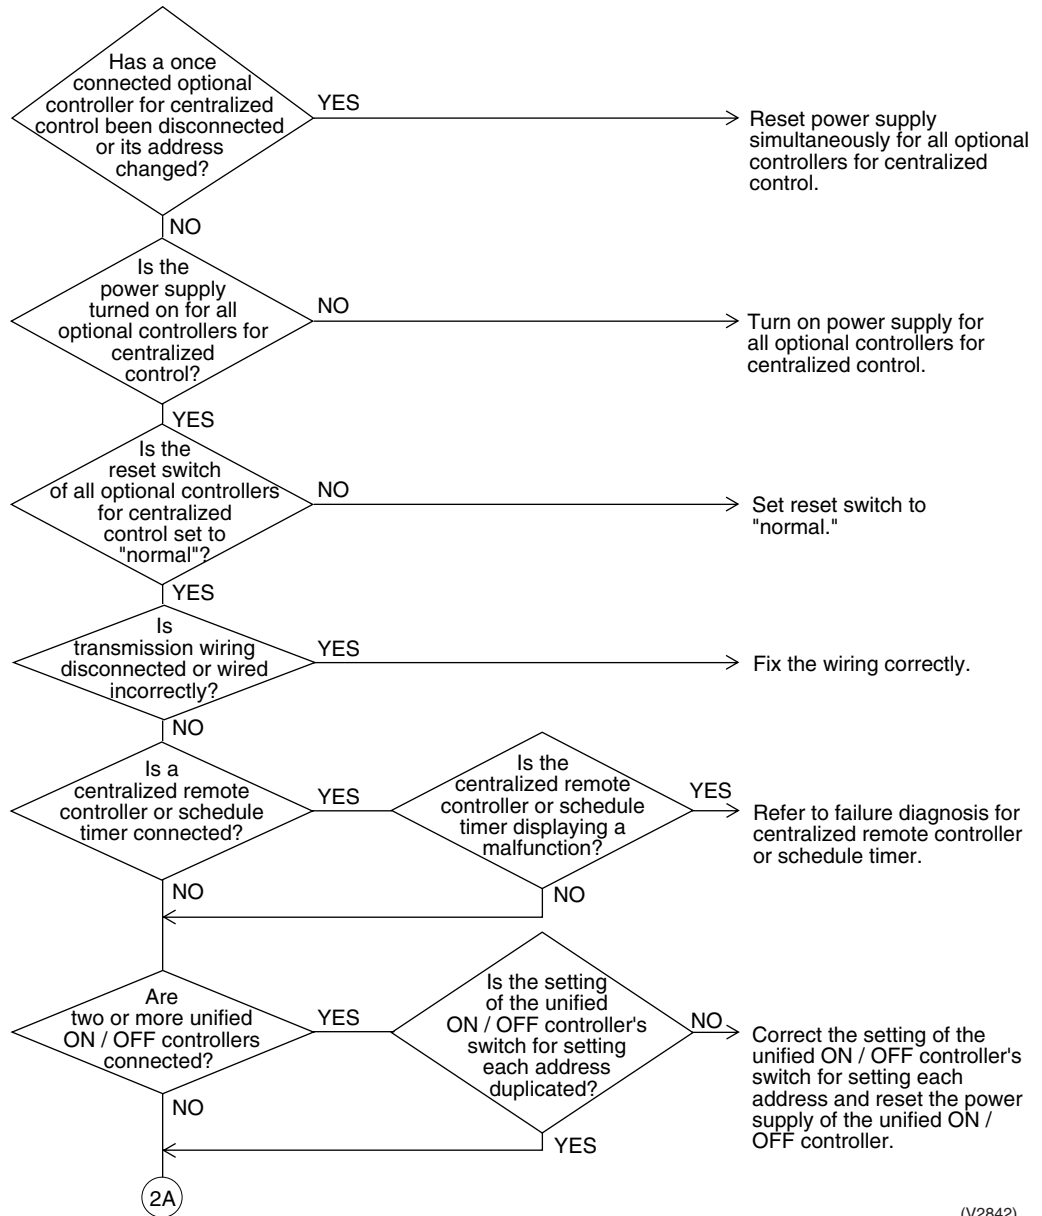 Has a once
connected optional
controller for centralized
control been disconnected
or its address
changed?
YES
Reset power supply
simultaneously for all optional
controllers for centralized
control.
NO
Is the
power supply
turned on for all
optional controllers for
centralized
control?
NO
Turn on power supply for
all optional controllers for
centralized control.
YES
Is the
reset switch
of all optional controllers
for centralized
control set to
"normal"?
NO
Set reset switch to
"normal."
YES
Is
transmission wiring
disconnected or wired
incorrectly?
YES
Fix the wiring correctly.
NO
Is a
centralized remote
controller or schedule
timer connected?
YES
Is the
centralized remote
controller or schedule
timer displaying a
malfunction?
YES
Refer to failure diagnosis for
centralized remote controller
or schedule timer.
NO
NO
Are
two or more unified
ON / OFF controllers
connected?
YES
Is the setting
of the unified
ON / OFF controller's
switch for setting
each address
duplicated?
NO
Correct the setting of the
unified ON / OFF controller's
switch for setting each
address and reset the power
supply of the unified ON /
OFF controller.
NO
YES
2A
(V2842)